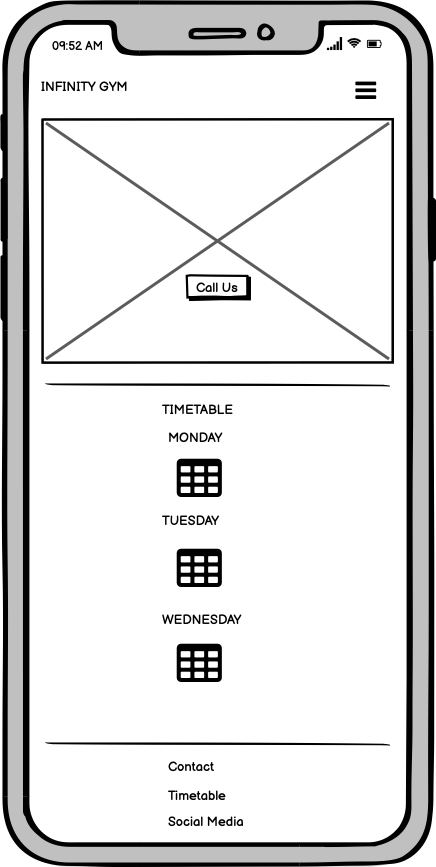 09:52 AM
INFINITY GYM
Call Us
TIMETABLE
MONDAY
TUESDAY
WEDNESDAY
Contact
Timetable
Social Media